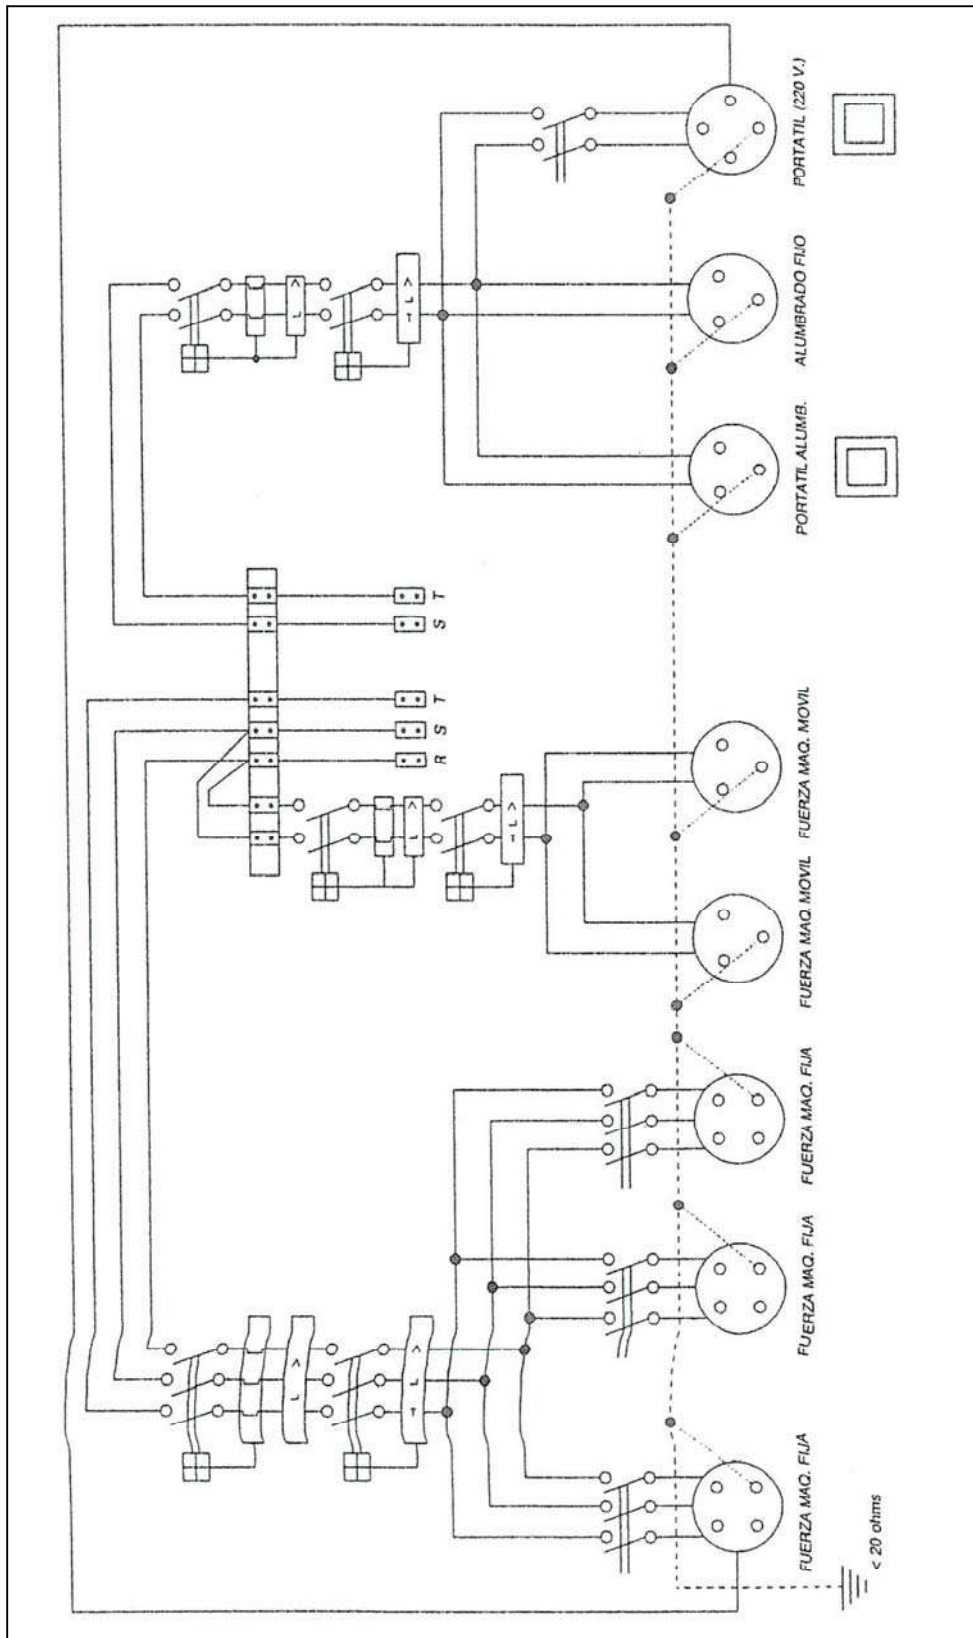 R S T S T
FUERZA MAQ. FIJA
FUERZA MAQ. FIJA
FUERZA MAQ. FIJA
FUERZA MAQ. MOVIL
FUERZA MAQ. MOVIL
PORTATIL ALUMB.
ALUMBRADO FIJO
PORTATIL (220 V.)
< 20 ohms